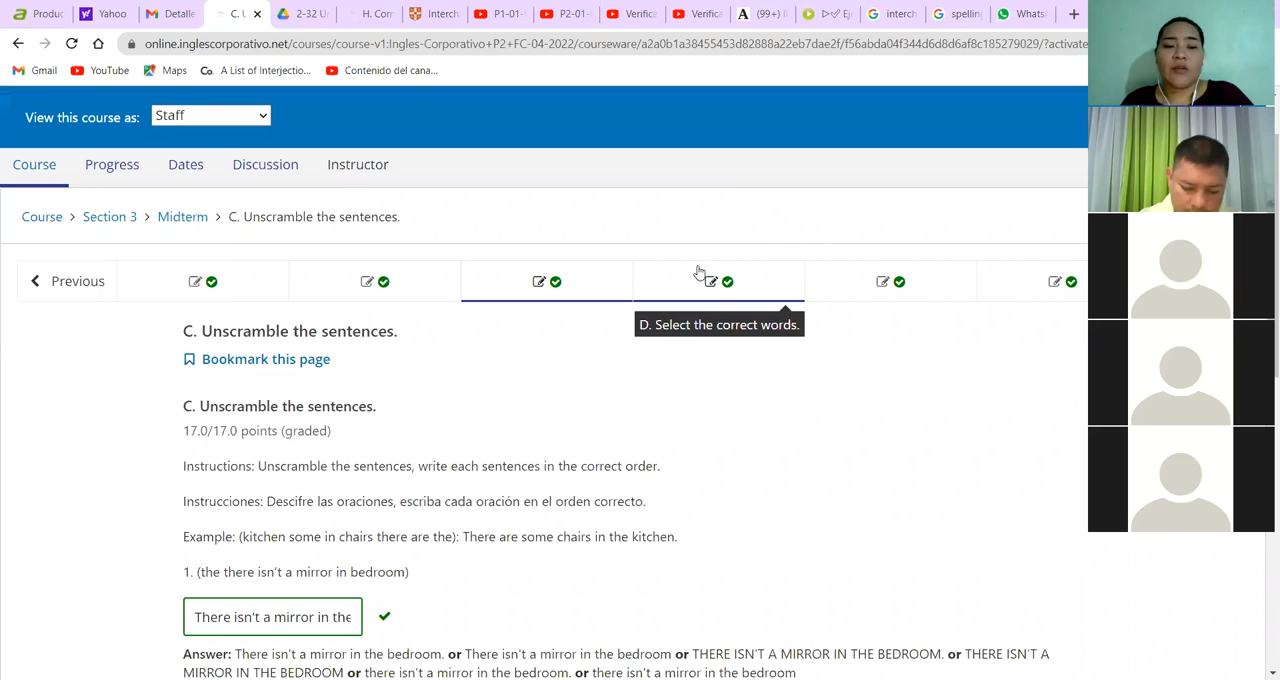 Produc
Yahoo
Detalle
C. U
2-32 Ur
H. Com
Interch
P1-01-
P2-01-
Verifica
Verifica
(99+) I
Eje
interch
spelling
WhatsA
online.inglescorporativo.net/courses/course-v1:Ingles-Corporativo+P2+FC-04-2022/courseware/a2a0b1a38455453d82888a22eb7dae2f/f56abda04f344d6d8d6af8c185279029/?activate
Gmail
YouTube
Maps
A List of Interjectio...
Contenido del cana...
View this course as: Staff
Course Progress Dates Discussion Instructor
Course > Section 3 > Midterm > C. Unscramble the sentences.
Previous
D. Select the correct words.
C. Unscramble the sentences.
Bookmark this page
C. Unscramble the sentences.
17.0/17.0 points (graded)
Instructions: Unscramble the sentences, write each sentences in the correct order.
Instrucciones: Descifre las oraciones, escriba cada oración en el orden correcto.
Example: (kitchen some in chairs there are the): There are some chairs in the kitchen.
1. (the there isn't a mirror in bedroom)
There isn't a mirror in the
Answer: There isn't a mirror in the bedroom. or There isn't a mirror in the bedroom or THERE ISN'T A MIRROR IN THE BEDROOM. or THERE ISN'T A
MIRROR IN THE BEDROOM or there isn't a mirror in the bedroom. or there isn't a mirror in the bedroom